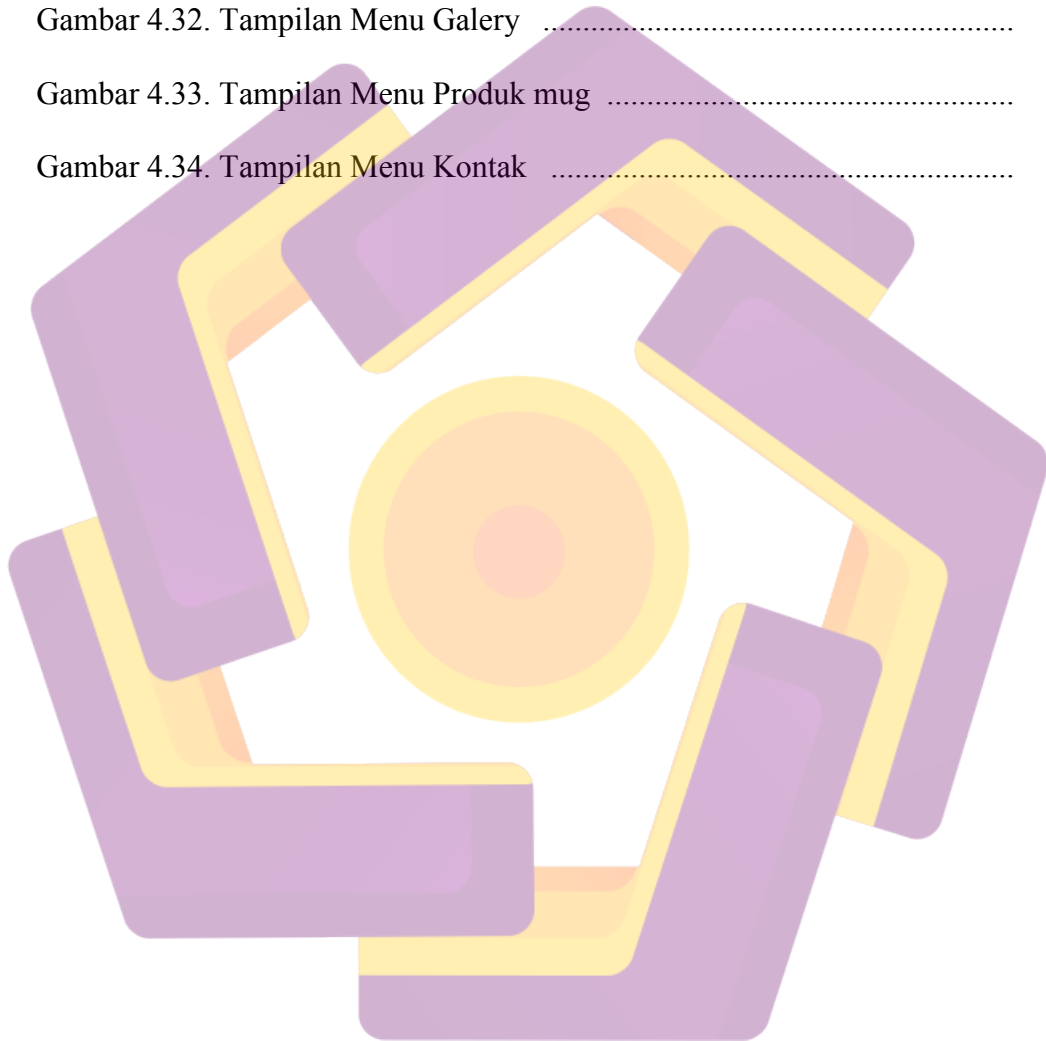 Gambar 4.32. Tampilan Menu Galery ...........................................................
Gambar 4.33. Tampilan Menu Produk mug ...................................................
Gambar 4.34. Tampilan Menu Kontak ..........................................................